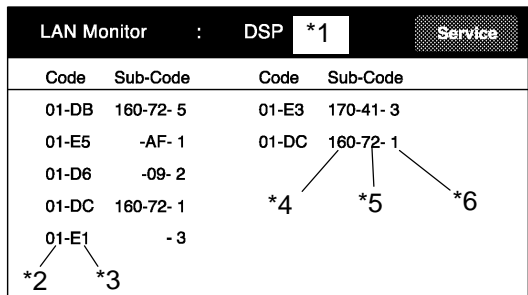 LAN Monitor : DSP *1 Service
Code Sub-Code Code Sub-Code
01-DB 160-72- 5 01-E3 170-41- 3
01-E5 -AF- 1 01-DC 160-72- 1
01-D6 -09- 2
01-DC 160-72- 1 *4 *5 *6
01-E1 - 3
*2 *3